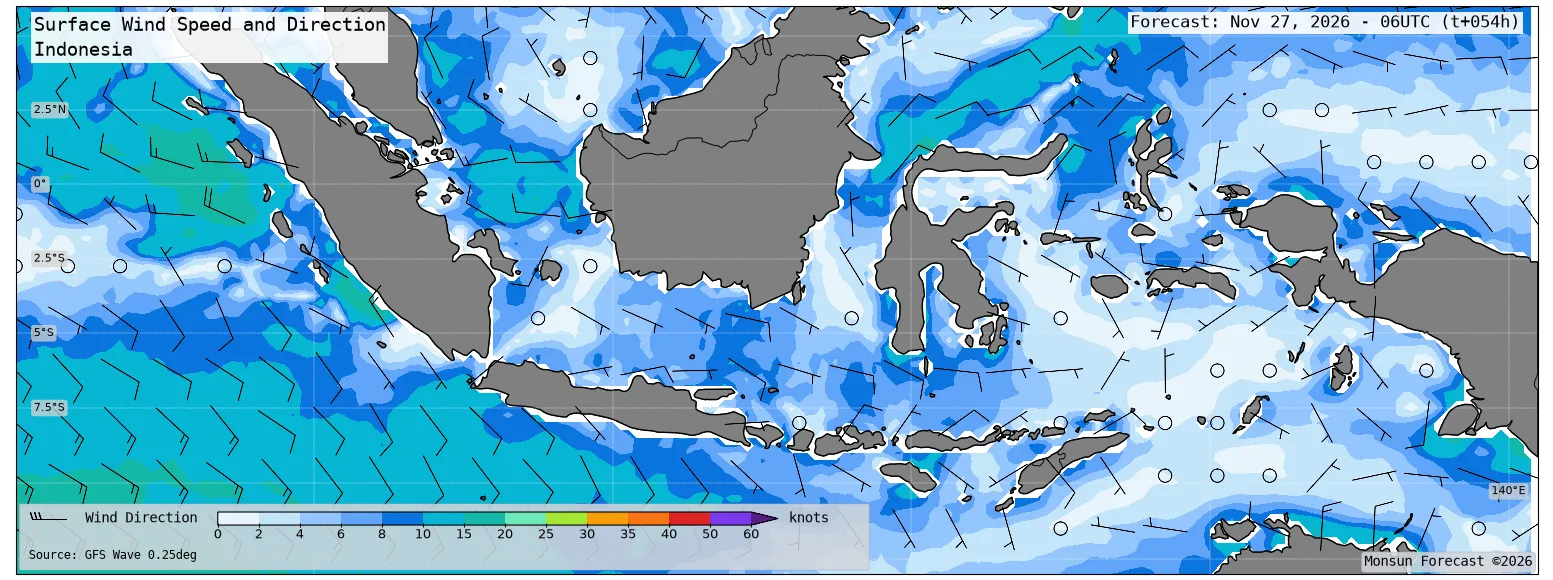 Surface Wind Speed and Direction
Indonesia
Forecast: Nov 27, 2026 - 06UTC (t+054h)
2.5°N
0°
2.5°S
5°S
7.5°S
140°E
Wind Direction
knots
0 2 4 6 8 10 15 20 25 30 35 40 50 60
Source: GFS Wave 0.25deg
Monsun Forecast ©2026